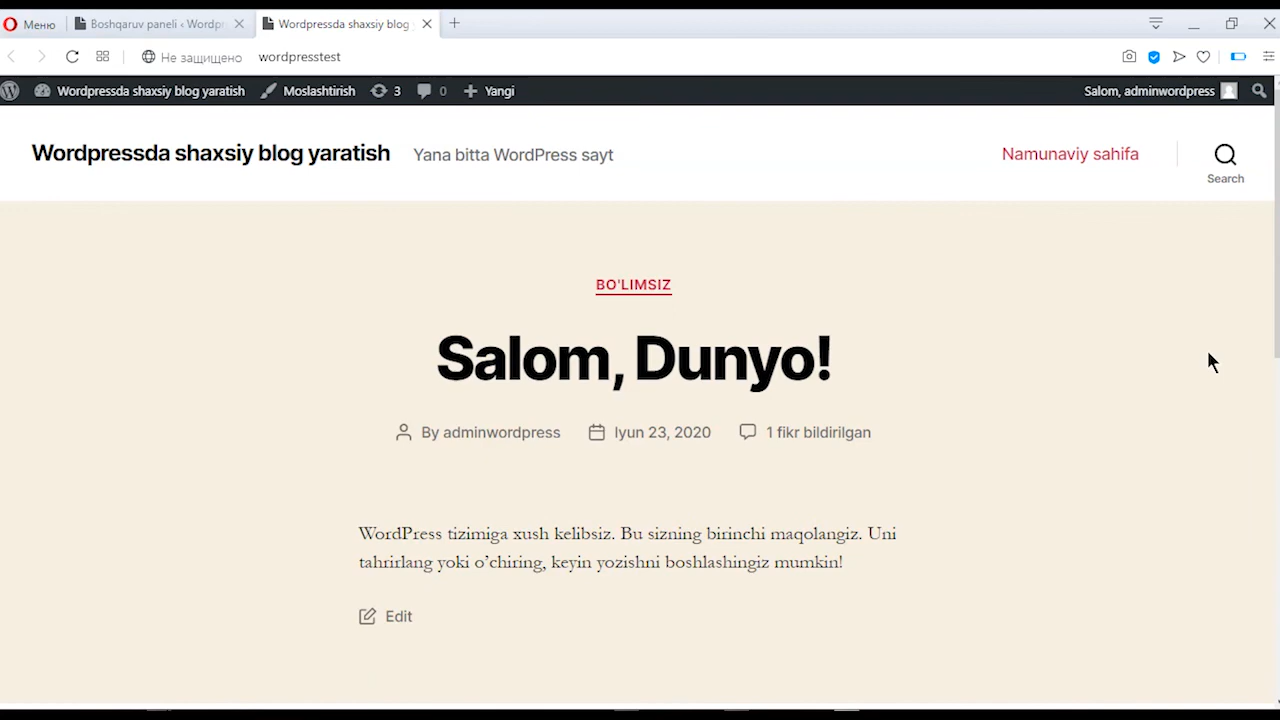 Меню
Boshqaruv paneli ‹ Wordpr
Wordpressda shaxsiy blog
Не защищено
wordpresstest
Wordpressda shaxsiy blog yaratish
Moslashtirish
3
0
Yangi
Salom, adminwordpress
Wordpressda shaxsiy blog yaratish
Yana bitta WordPress sayt
Namunaviy sahifa
Search
BO'LIMSIZ
Salom, Dunyo!
By adminwordpress
Iyun 23, 2020
1 fikr bildirilgan
WordPress tizimiga xush kelibsiz. Bu sizning birinchi maqolangiz. Uni
tahrirlang yoki o’chiring, keyin yozishni boshlashingiz mumkin!
Edit